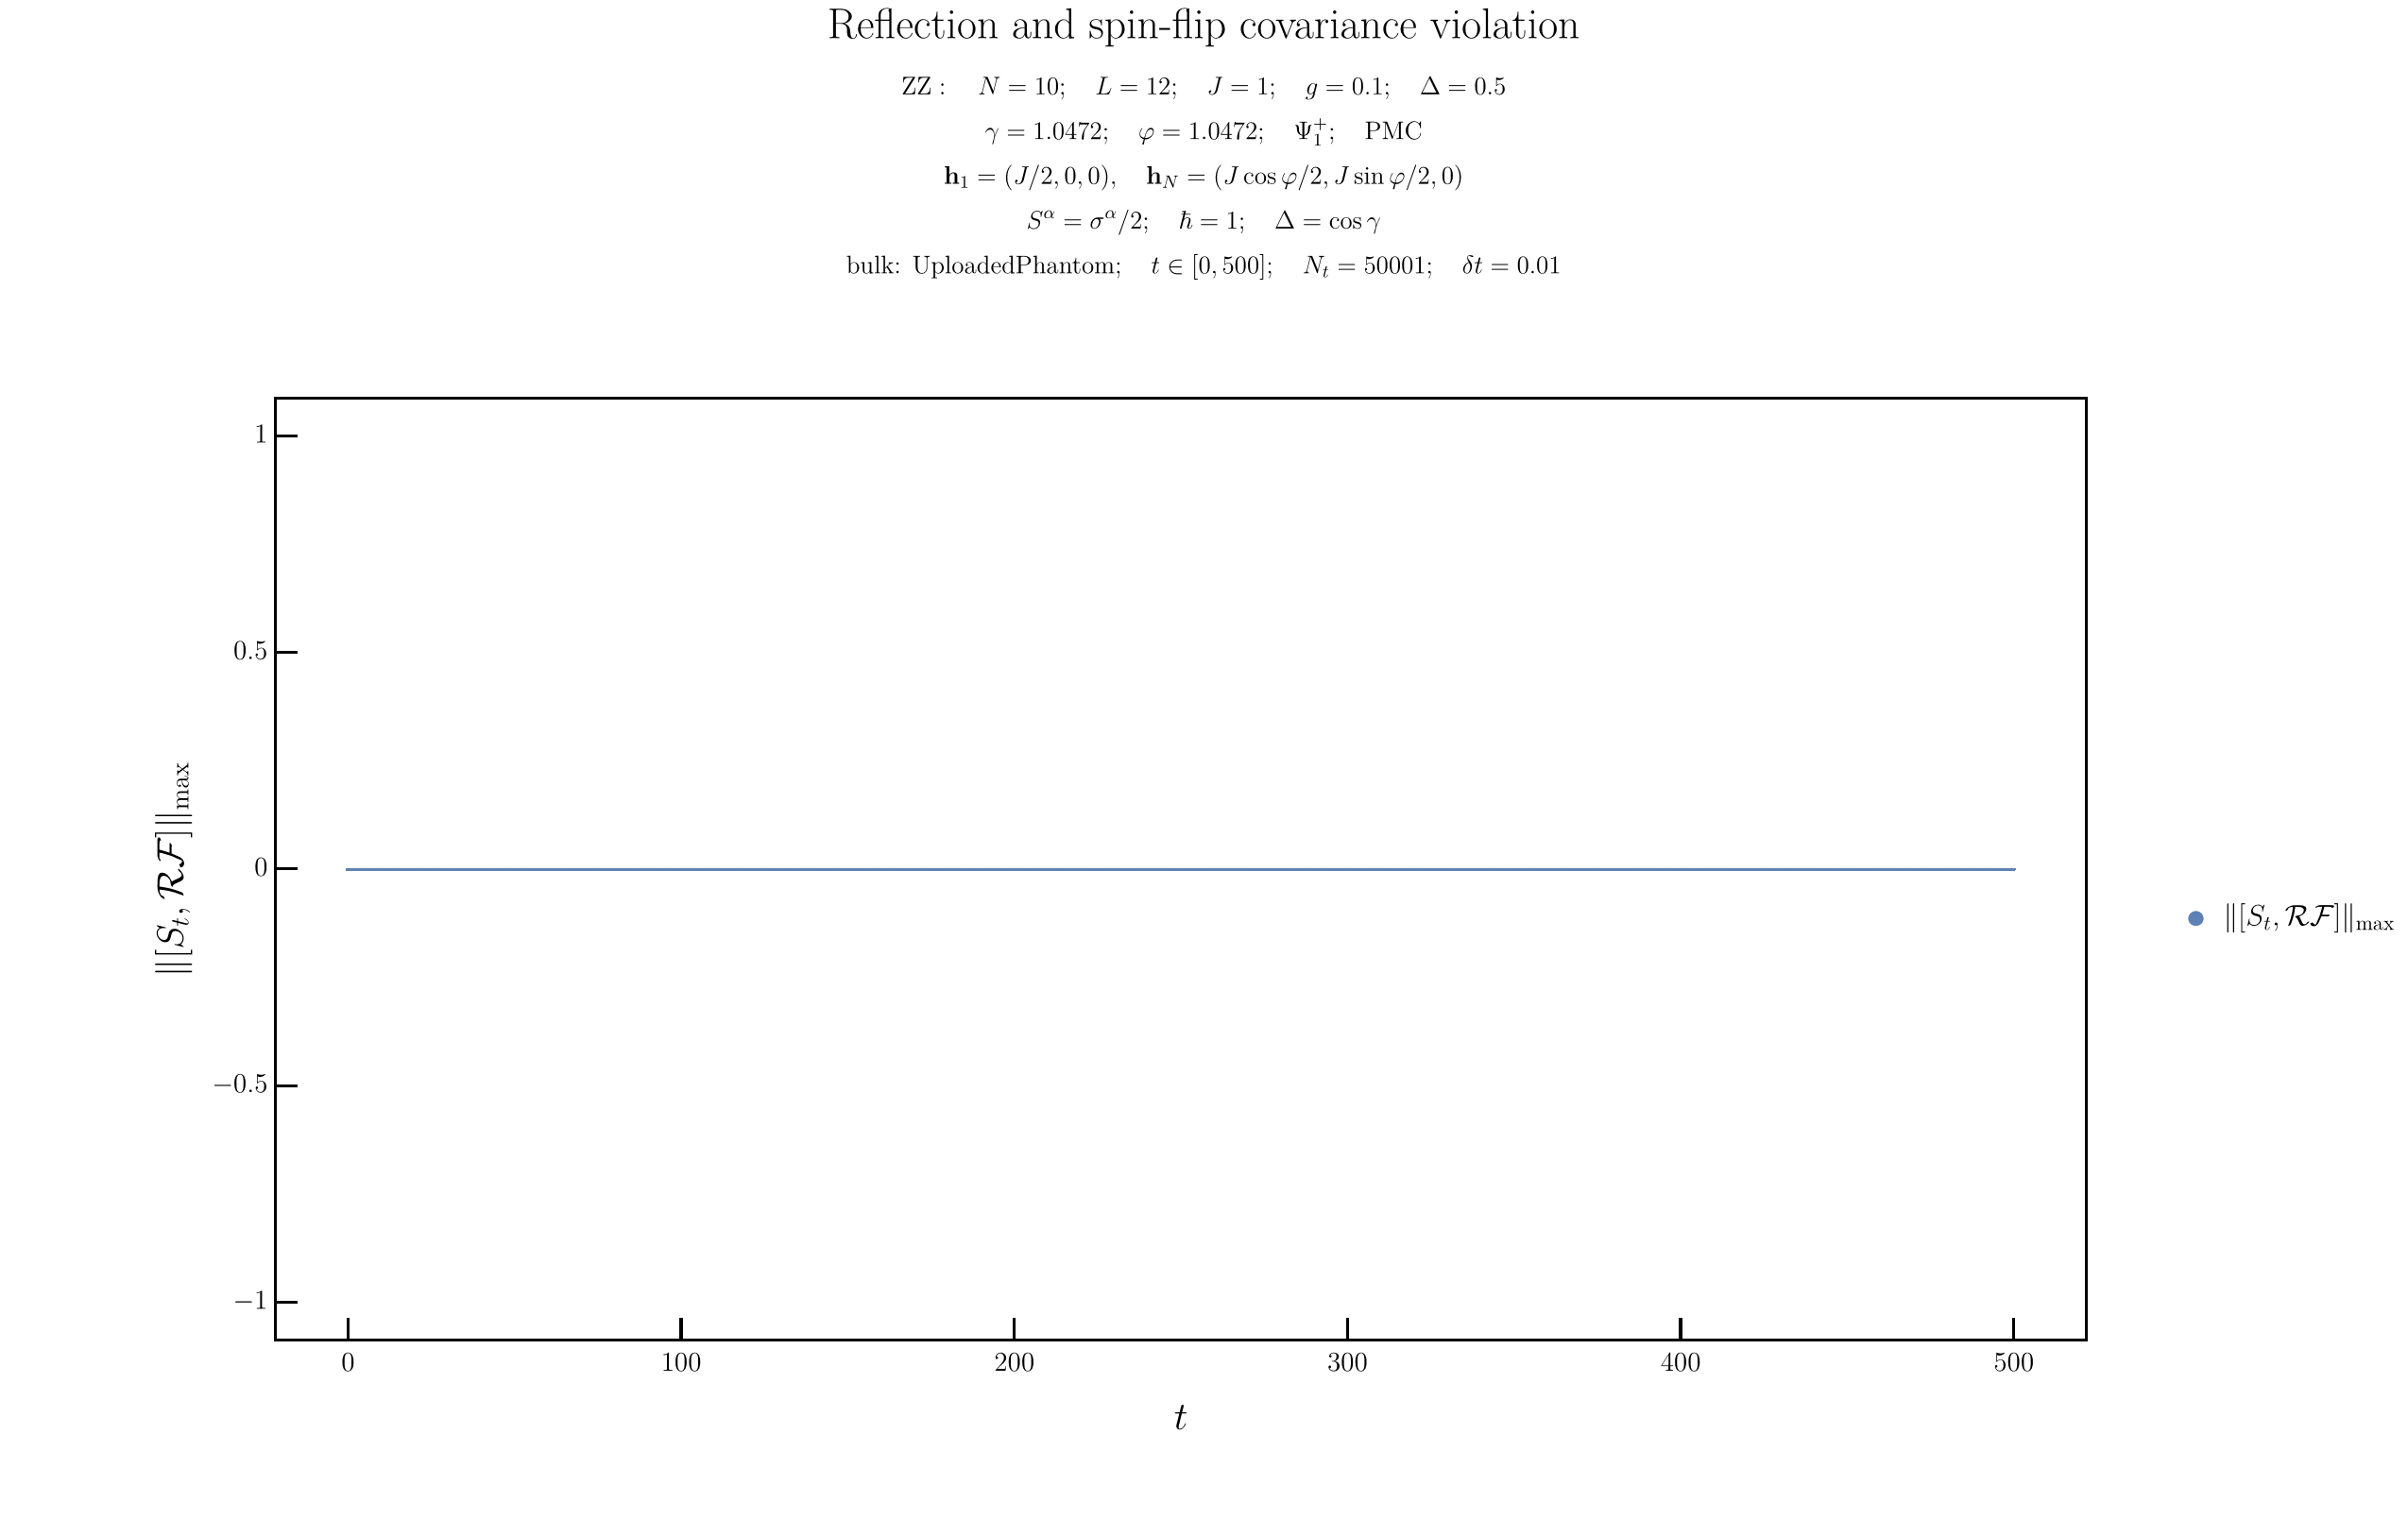 Reflection and spin-flip covariance violation
ZZ : N = 10; L = 12; J = 1; g = 0.1; Δ = 0.5
γ = 1.0472; φ = 1.0472; Ψ₁⁺; PMC
𝐡₁ = (J/2, 0, 0), 𝐡_N = (J cos φ/2, J sin φ/2, 0)
S^α = σ^α/2; ℏ = 1; Δ = cos γ
bulk: UploadedPhantom; t ∈ [0, 500]; N_t = 50001; δt = 0.01
1
0.5
0
−0.5
−1
‖[S_t, ℛℱ]‖_max
0 100 200 300 400 500
t
‖[S_t, ℛℱ]‖_max